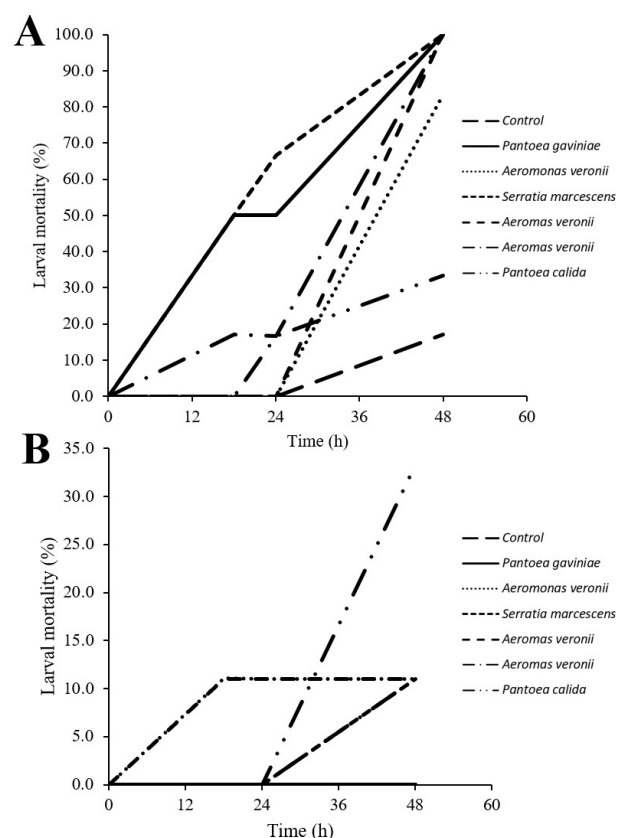 A
100.0
90.0
80.0
70.0
60.0
50.0
40.0
30.0
20.0
10.0
0.0
Larval mortality (%)
0 12 24 36 48 60
Time (h)
Control
Pantoea gaviniae
Aeromonas veronii
Serratia marcescens
Aeromas veronii
Aeromas veronii
Pantoea calida
B
35.0
30.0
25.0
20.0
15.0
10.0
5.0
0.0
Larval mortality (%)
0 12 24 36 48 60
Time (h)
Control
Pantoea gaviniae
Aeromonas veronii
Serratia marcescens
Aeromas veronii
Aeromas veronii
Pantoea calida